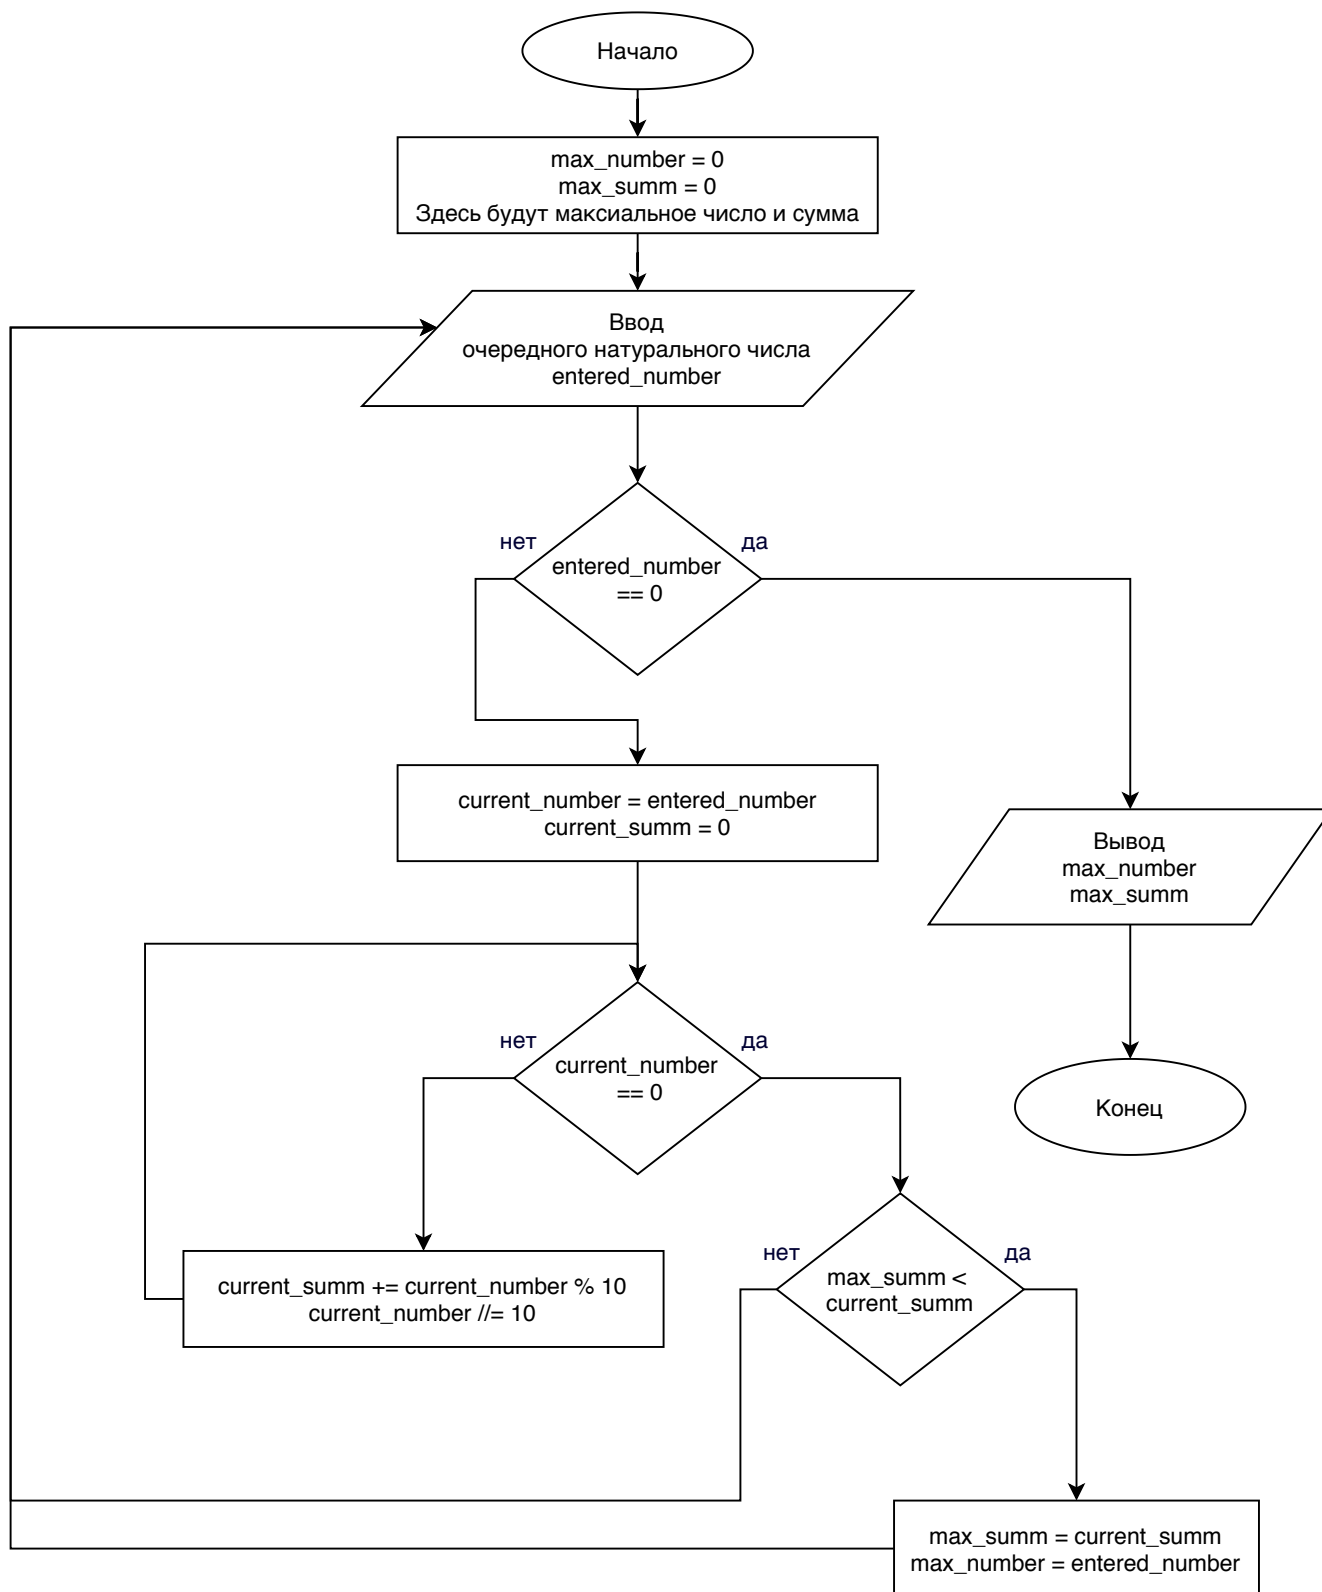 Начало
max_number = 0
max_summ = 0
Здесь будут максиальное число и сумма
Ввод
очередного натурального числа
entered_number
нет
да
entered_number
== 0
current_number = entered_number
current_summ = 0
Вывод
max_number
max_summ
нет
да
current_number
== 0
Конец
current_summ += current_number % 10
current_number //= 10
нет
да
max_summ <
current_summ
max_summ = current_summ
max_number = entered_number